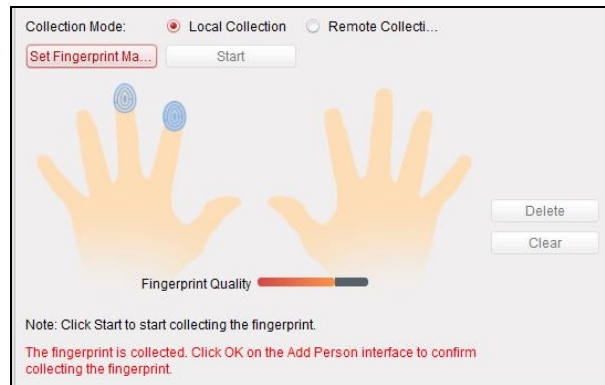 Collection Mode: Local Collection Remote Collecti...
Set Fingerprint Ma... Start
Delete
Clear
Fingerprint Quality
Note: Click Start to start collecting the fingerprint.
The fingerprint is collected. Click OK on the Add Person interface to confirm
collecting the fingerprint.